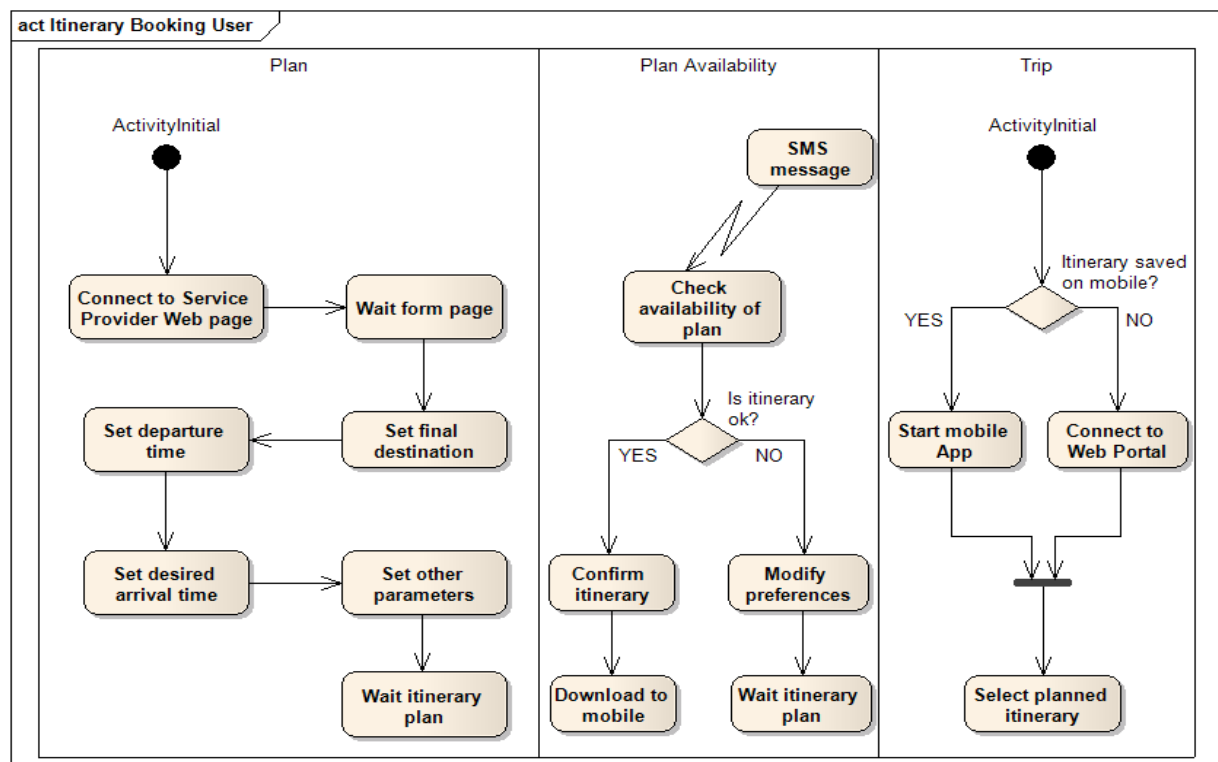 act Itinerary Booking User
Plan
ActivityInitial
Connect to Service
Provider Web page
Wait form page
Set departure
time
Set final
destination
Set desired
arrival time
Set other
parameters
Wait itinerary
plan
Plan Availability
SMS
message
Check
availability of
plan
Is itinerary
ok?
YES
NO
Confirm
itinerary
Modify
preferences
Download to
mobile
Wait itinerary
plan
Trip
ActivityInitial
Itinerary saved
on mobile?
YES
NO
Start mobile
App
Connect to
Web Portal
Select planned
itinerary